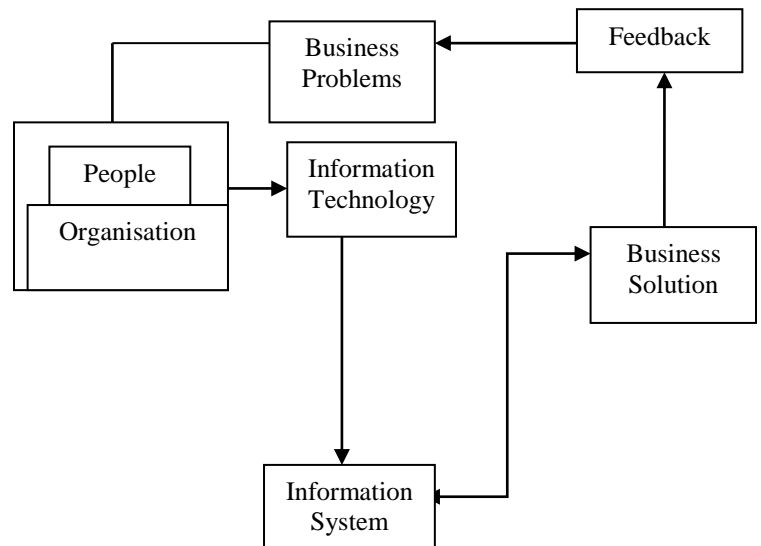 Business
Problems
Feedback
People
Organisation
Information
Technology
Business
Solution
Information
System